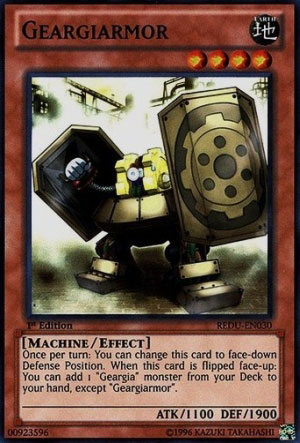 GEARGIARMOR
EARTH
地
1st Edition
REDU-EN030
[MACHINE / EFFECT]
Once per turn: You can change this card to face-down
Defense Position. When this card is flipped face-up:
You can add 1 "Geargia" monster from your Deck to
your hand, except "Geargiarmor".
ATK/1100 DEF/1900
00923596
©1996 KAZUKI TAKAHASHI